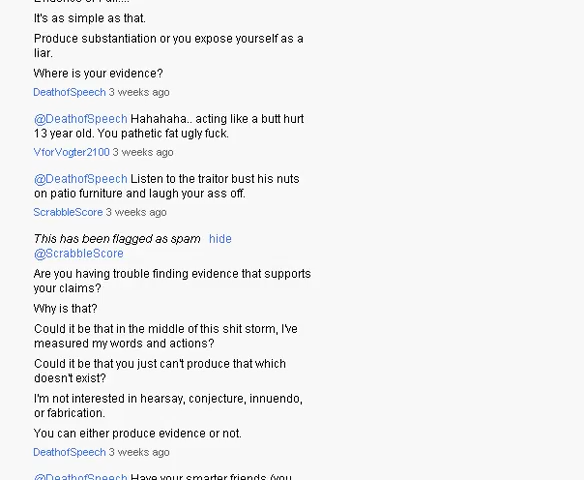 It's as simple as that.
Produce substantiation or you expose yourself as a
liar.
Where is your evidence?
DeathofSpeech 3 weeks ago
@DeathofSpeech Hahahaha.. acting like a butt hurt
13 year old. You pathetic fat ugly fuck.
VforVogter2100 3 weeks ago
@DeathofSpeech Listen to the traitor bust his nuts
on patio furniture and laugh your ass off.
ScrabbleScore 3 weeks ago
This has been flagged as spam hide
@ScrabbleScore
Are you having trouble finding evidence that supports
your claims?
Why is that?
Could it be that in the middle of this shit storm, I've
measured my words and actions?
Could it be that you just can't produce that which
doesn't exist?
I'm not interested in hearsay, conjecture, innuendo,
or fabrication.
You can either produce evidence or not.
DeathofSpeech 3 weeks ago
@DeathofSpeech Have your smarter friends (you